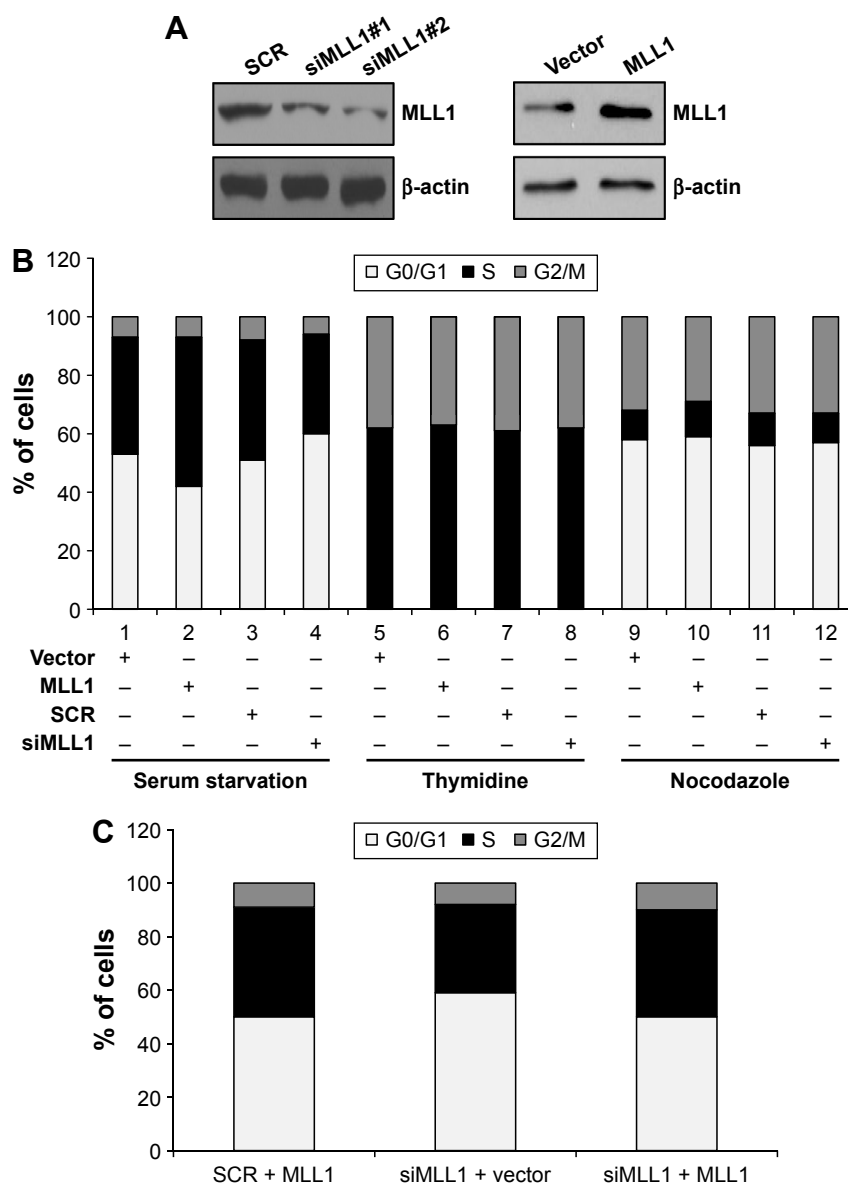 A
SCR siMLL1#1 siMLL1#2
MLL1
β-actin
Vector MLL1
MLL1
β-actin
B
G0/G1 S G2/M
% of cells
120
100
80
60
40
20
0
1 2 3 4 5 6 7 8 9 10 11 12
Vector + – – – + – – – + – – –
MLL1 – + – – – + – – – + – –
SCR – – + – – – + – – – + –
siMLL1 – – – + – – – + – – – +
Serum starvation Thymidine Nocodazole
C
G0/G1 S G2/M
% of cells
120
100
80
60
40
20
0
SCR + MLL1 siMLL1 + vector siMLL1 + MLL1